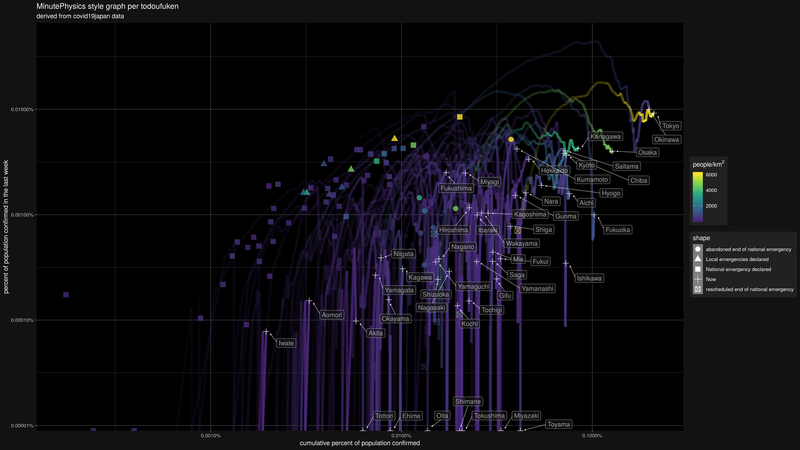 MinutePhysics style graph per todoufuken
derived from covid19japan data
percent of population confirmed in the last week
0.01000%
0.00100%
0.00010%
0.00001%
Tokyo
Okinawa
Kanagawa
Osaka
Saitama
Kyoto
Chiba
Hokkaido
Kumamoto
Miyagi
Fukushima
Hyogo
Nara
Aichi
Kagoshima
Gunma
Fukuoka
Hiroshima
Ibaraki
Shiga
Wakayama
Nagano
Niigata
Mie
Fukui
Kagawa
Saga
Ishikawa
Yamagata
Yamaguchi
Yamanashi
Shizuoka
Gifu
Nagasaki
Tochigi
Okayama
Kochi
Aomori
Akita
Iwate
Shimane
Tottori
Ehime
Oita
Tokushima
Miyazaki
Toyama
0.0010%
0.0100%
0.1000%
cumulative percent of population confirmed
people/km²
6000
4000
2000
shape
abandoned end of national emergency
Local emergencies declared
National emergency declared
Now
rescheduled end of national emergency